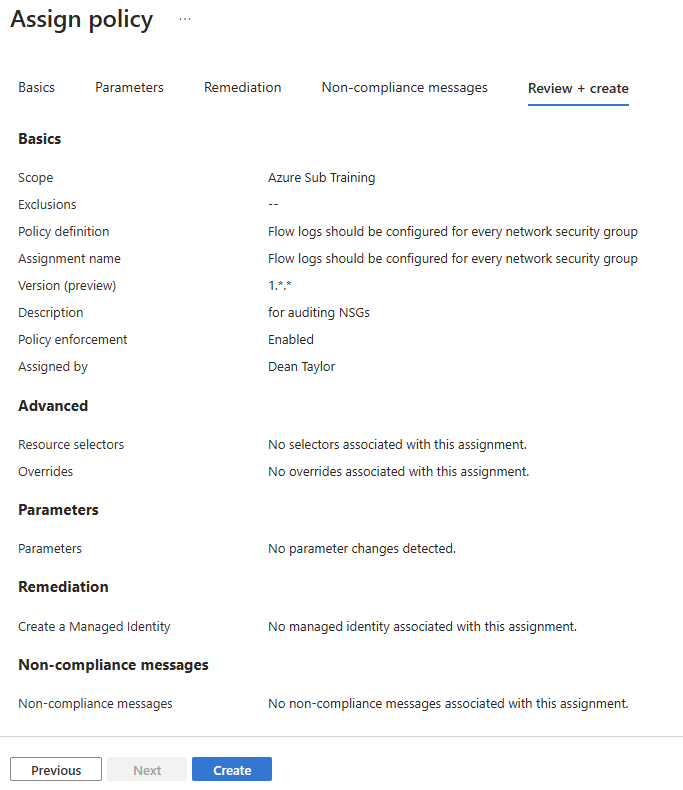 Assign policy ...
Basics Parameters Remediation Non-compliance messages Review + create
Basics
Scope Azure Sub Training
Exclusions --
Policy definition Flow logs should be configured for every network security group
Assignment name Flow logs should be configured for every network security group
Version (preview) 1.*.*
Description for auditing NSGs
Policy enforcement Enabled
Assigned by Dean Taylor
Advanced
Resource selectors No selectors associated with this assignment.
Overrides No overrides associated with this assignment.
Parameters
Parameters No parameter changes detected.
Remediation
Create a Managed Identity No managed identity associated with this assignment.
Non-compliance messages
Non-compliance messages No non-compliance messages associated with this assignment.
Previous Next Create